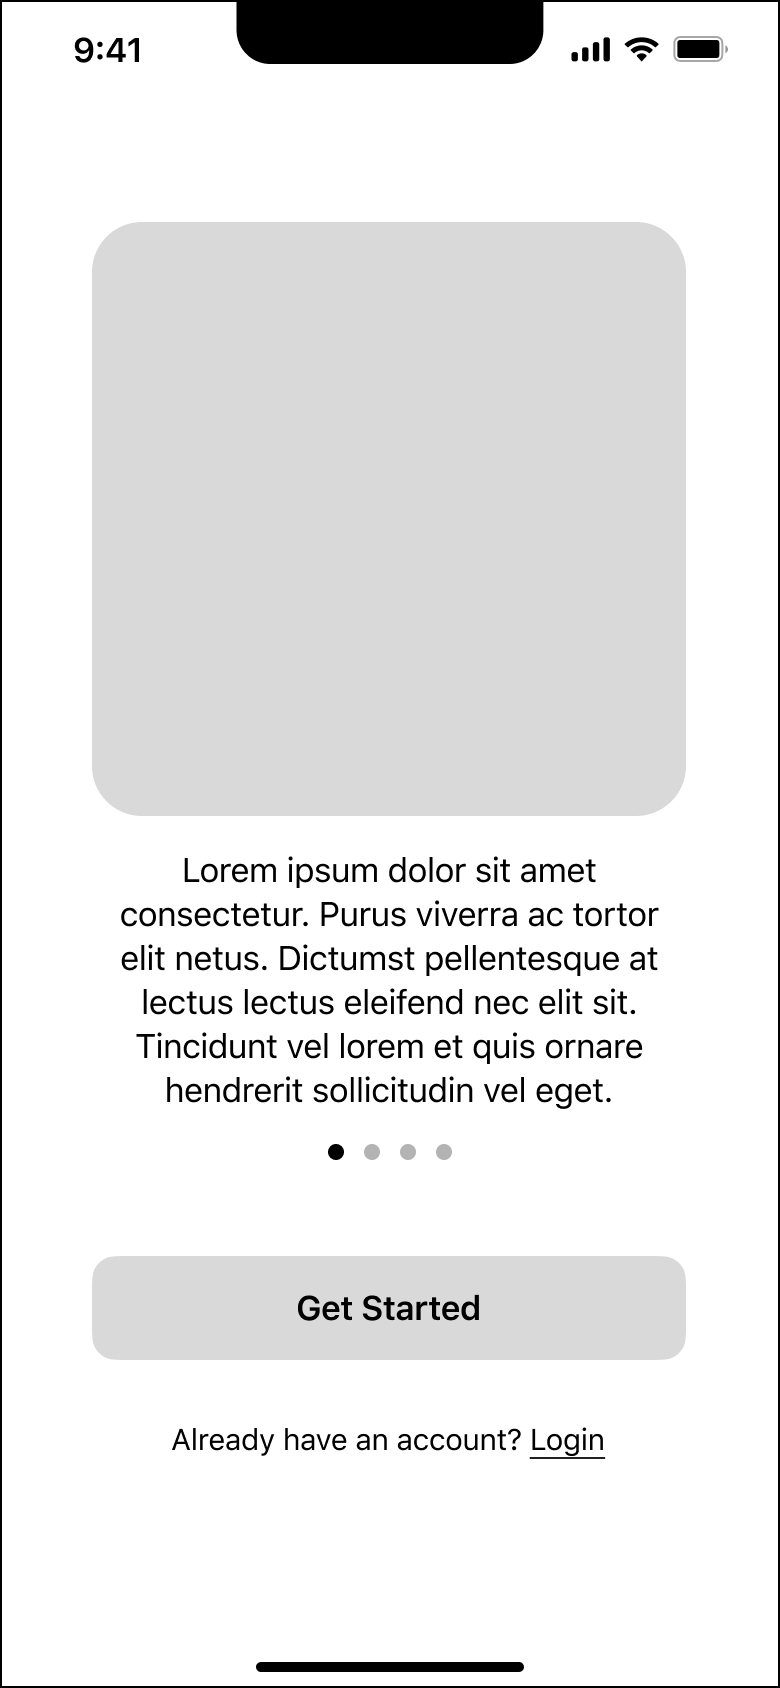 9:41
Lorem ipsum dolor sit amet
consectetur. Purus viverra ac tortor
elit netus. Dictumst pellentesque at
lectus lectus eleifend nec elit sit.
Tincidunt vel lorem et quis ornare
hendrerit sollicitudin vel eget.
Get Started
Already have an account? Login